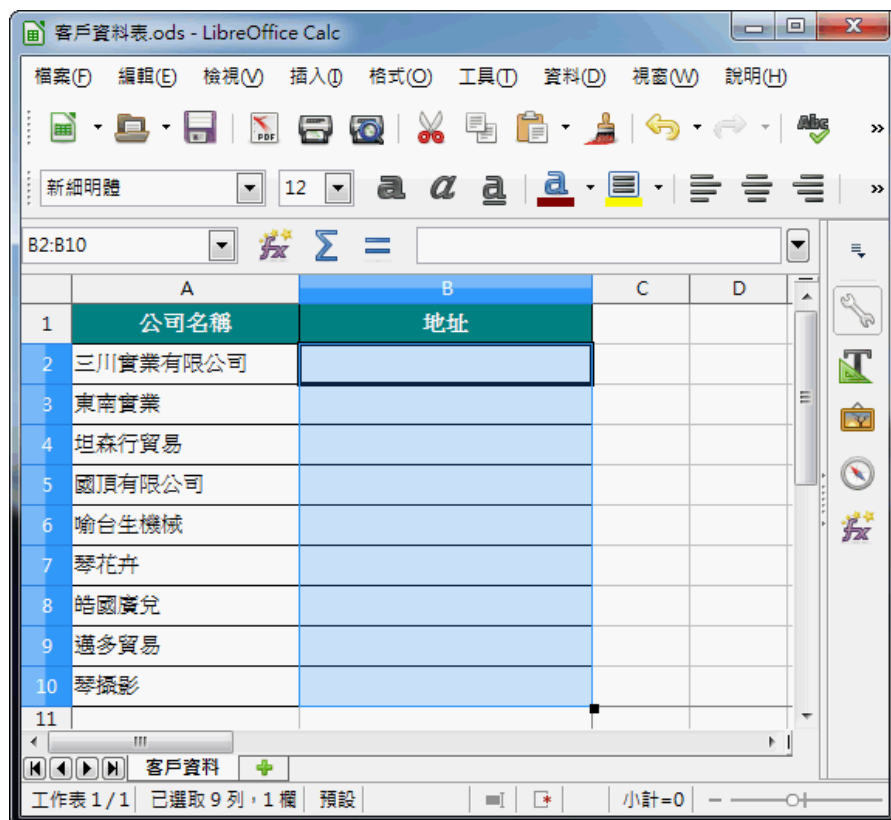 客戶資料表.ods - LibreOffice Calc
檔案(F) 編輯(E) 檢視(V) 插入(I) 格式(O) 工具(T) 資料(D) 視窗(W) 說明(H)
PDF Abc »
新細明體 12 a a a a »
B2:B10 fx Σ =
A B C D
1 公司名稱 地址
2 三川實業有限公司
3 東南實業
4 坦森行貿易
5 國頂有限公司
6 喻台生機械
7 琴花卉
8 皓國廣兌
9 邁多貿易
10 琴攝影
11
客戶資料
工作表 1 / 1 已選取 9 列，1 欄 預設 小計=0